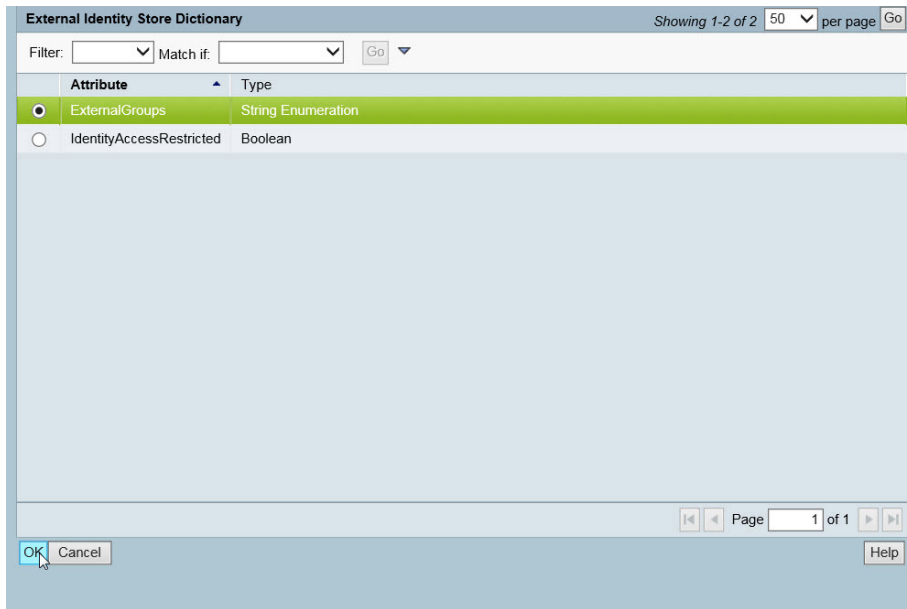 External Identity Store Dictionary Showing 1-2 of 2 50 per page Go
Filter: Match if: Go
Attribute Type
ExternalGroups String Enumeration
IdentityAccessRestricted Boolean
Page 1 of 1
OK Cancel Help